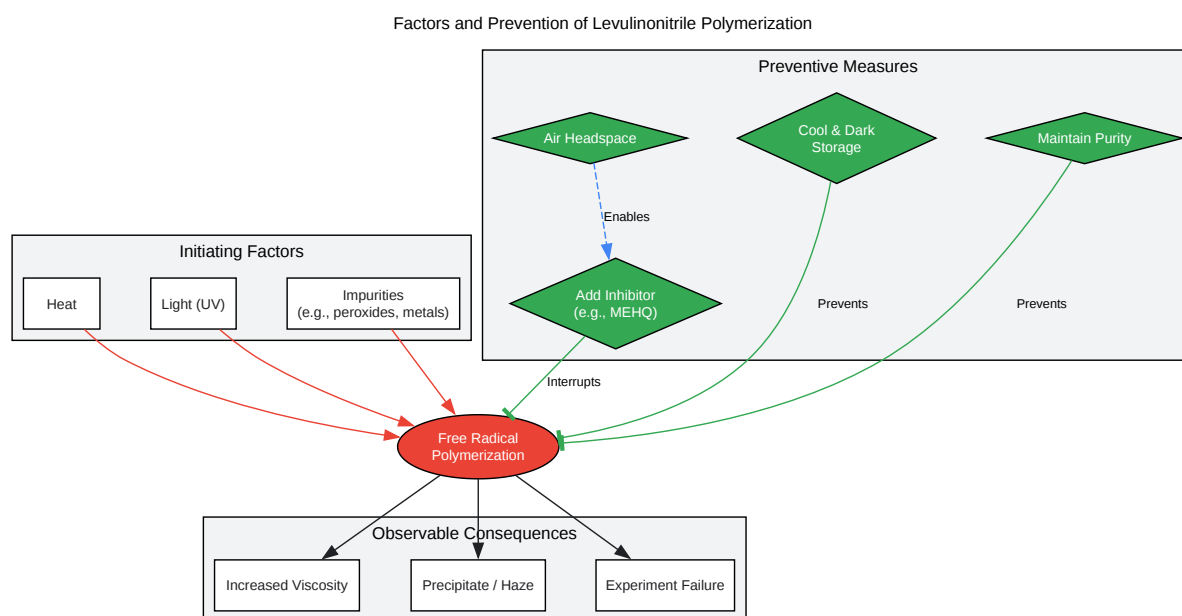 Factors and Prevention of Levulinonitrile Polymerization
Preventive Measures
Air Headspace
Cool & Dark
Storage
Maintain Purity
Enables
Initiating Factors
Heat
Light (UV)
Impurities
(e.g., peroxides, metals)
Add Inhibitor
(e.g., MEHQ)
Prevents
Prevents
Interrupts
Free Radical
Polymerization
Observable Consequences
Increased Viscosity
Precipitate / Haze
Experiment Failure